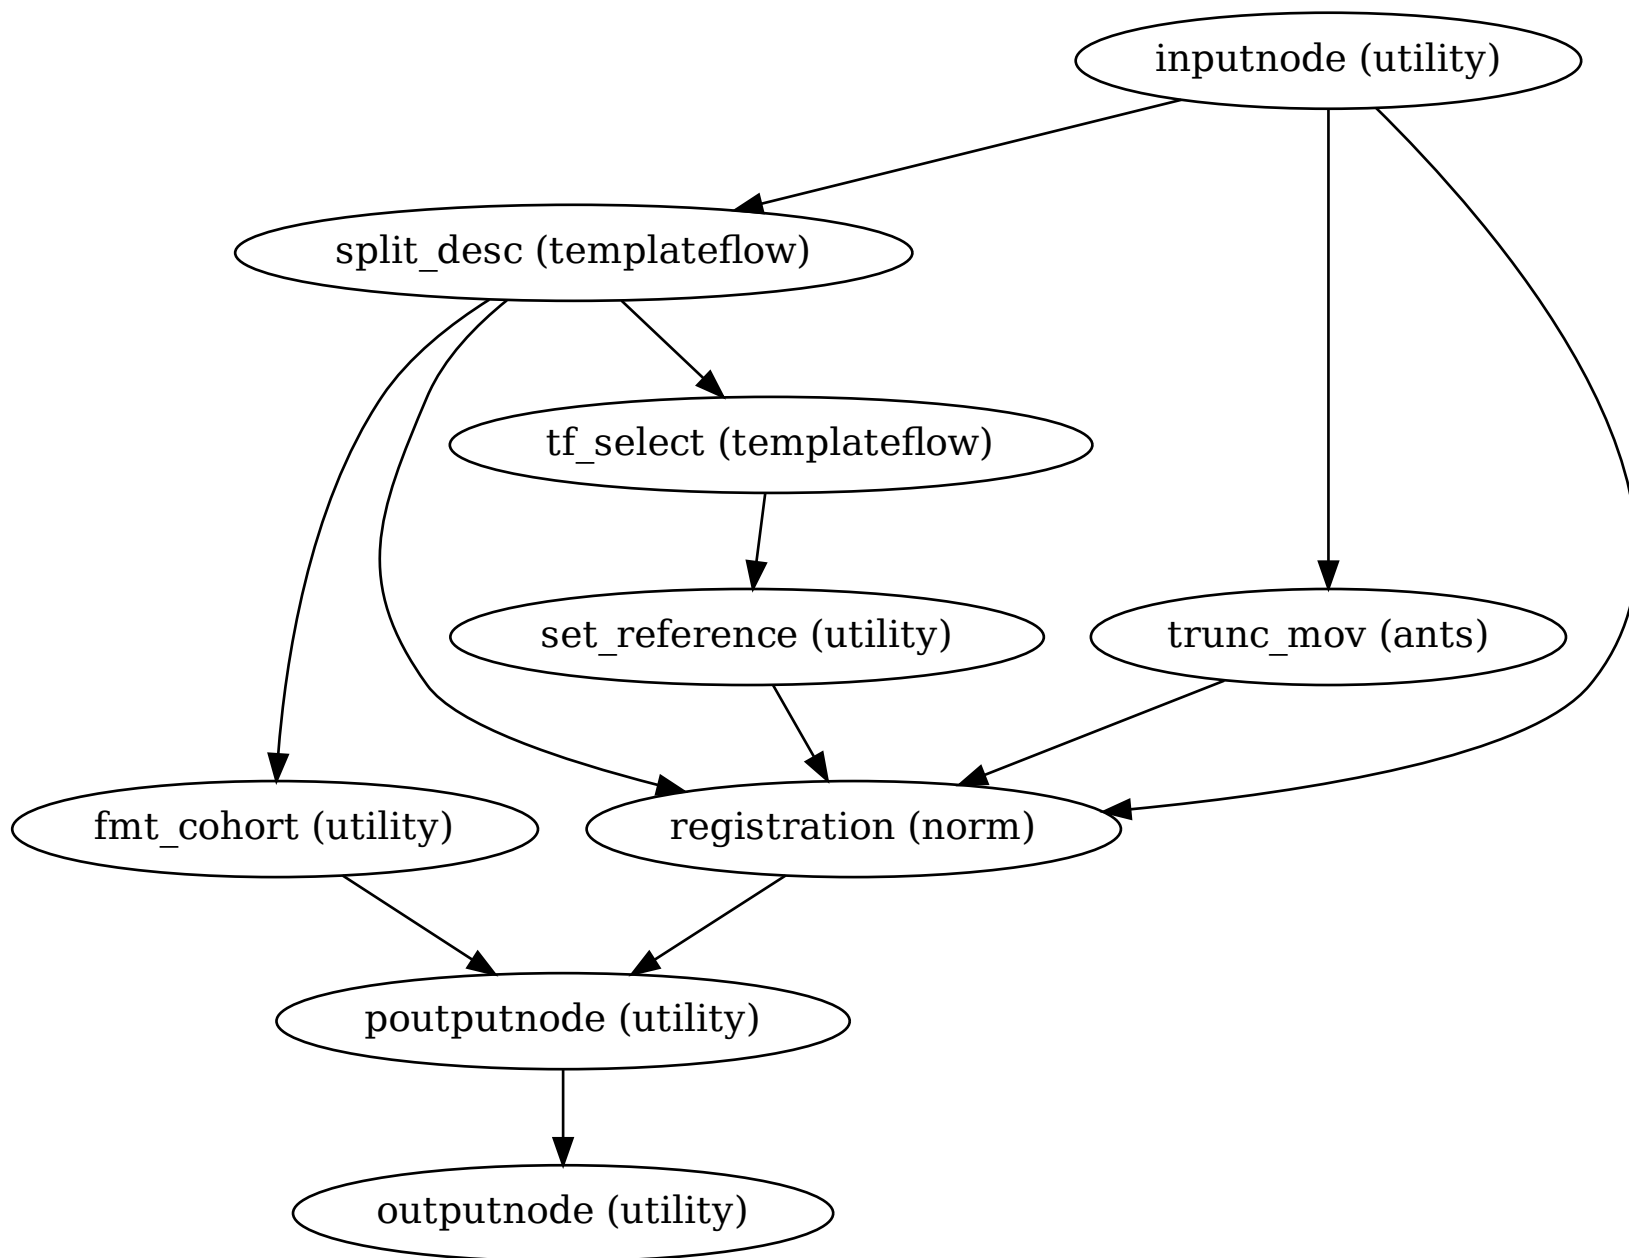 inputnode (utility)
split_desc (templateflow)
tf_select (templateflow)
set_reference (utility)
trunc_mov (ants)
fmt_cohort (utility)
registration (norm)
poutputnode (utility)
outputnode (utility)